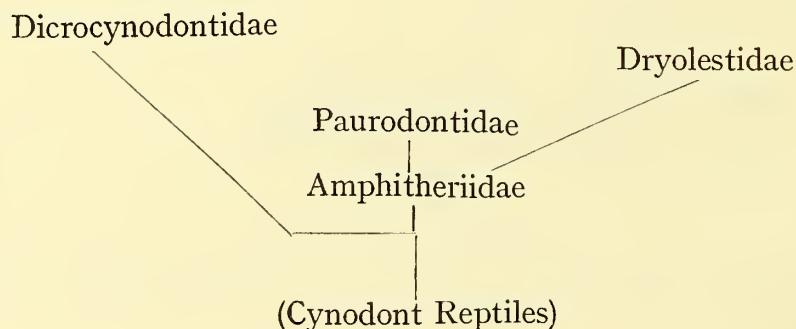 Dicrocynodontidae
Dryolestidae
Paurodontidae
Amphitheriidae
(Cynodont Reptiles)